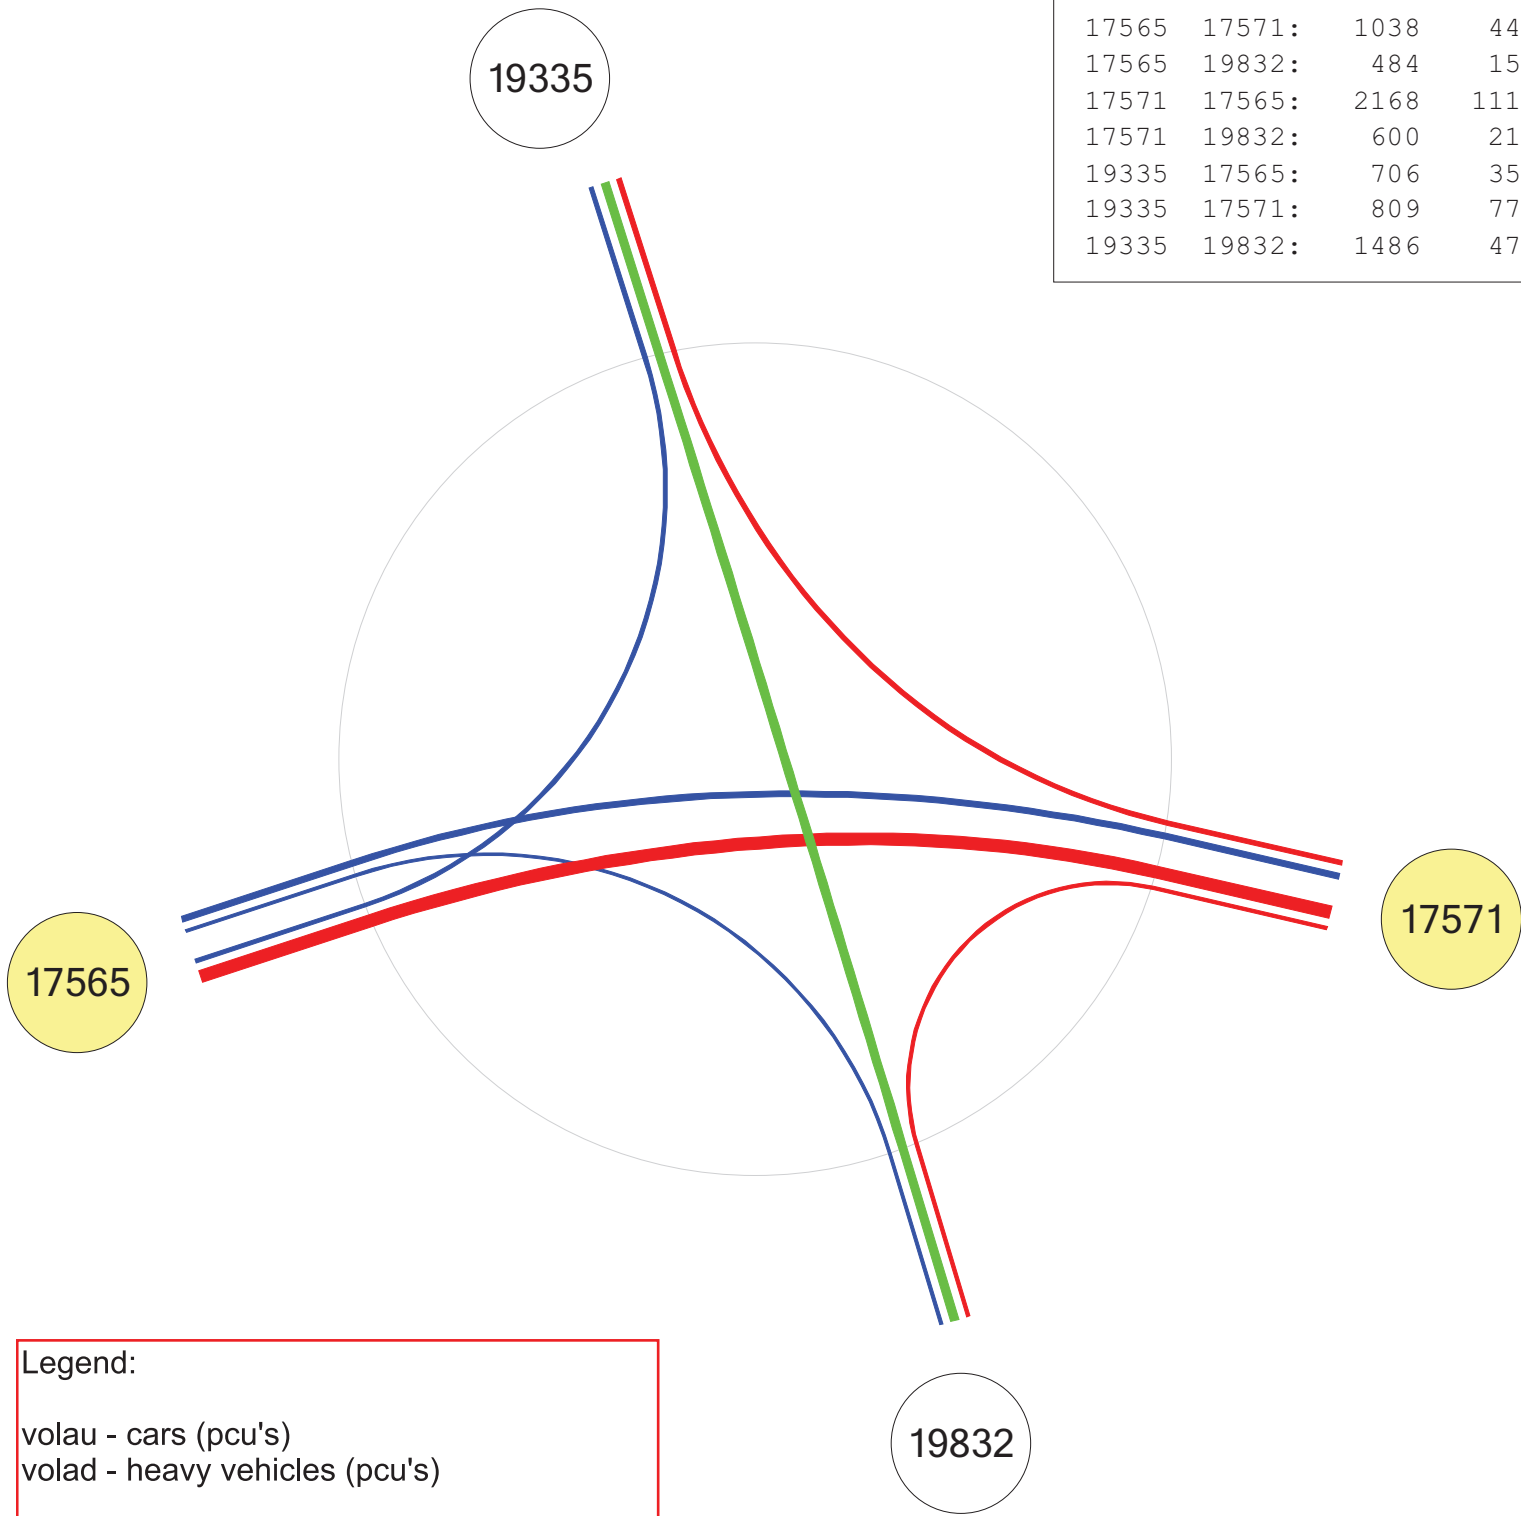 17565 17571: 1038 44
17565 19832: 484 15
17571 17565: 2168 111
17571 19832: 600 21
19335 17565: 706 35
19335 17571: 809 77
19335 19832: 1486 47
19335
17571
17565
19832
Legend:
volau - cars (pcu's)
volad - heavy vehicles (pcu's)